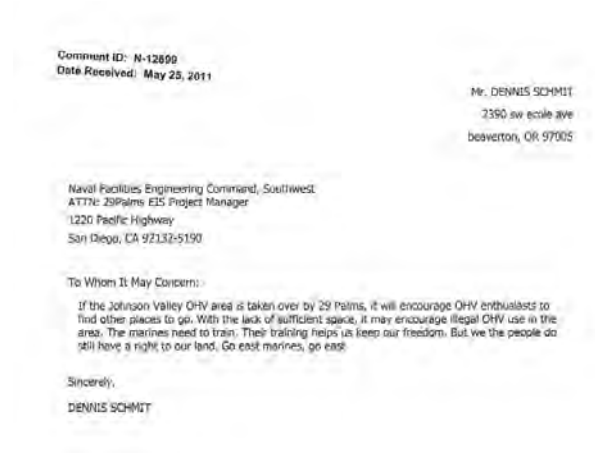 Comment ID: N-12699
Date Received: May 25, 2011
Mr. DENNIS SCHMIT
2390 sw ecole ave
beaverton, OR 97005
Naval Facilities Engineering Command, Southwest
ATTN: 29Palms EIS Project Manager
1220 Pacific Highway
San Diego, CA 92132-5190
To Whom It May Concern:
If the Johnson Valley OHV area is taken over by 29 Palms, it will encourage OHV enthusiasts to
find other places to go. With the lack of sufficient space, it may encourage illegal OHV use in the
area. The marines need to train. Their training helps us keep our freedom. But we the people do
still have a right to our land. Go east marines, go east
Sincerely,
DENNIS SCHMIT